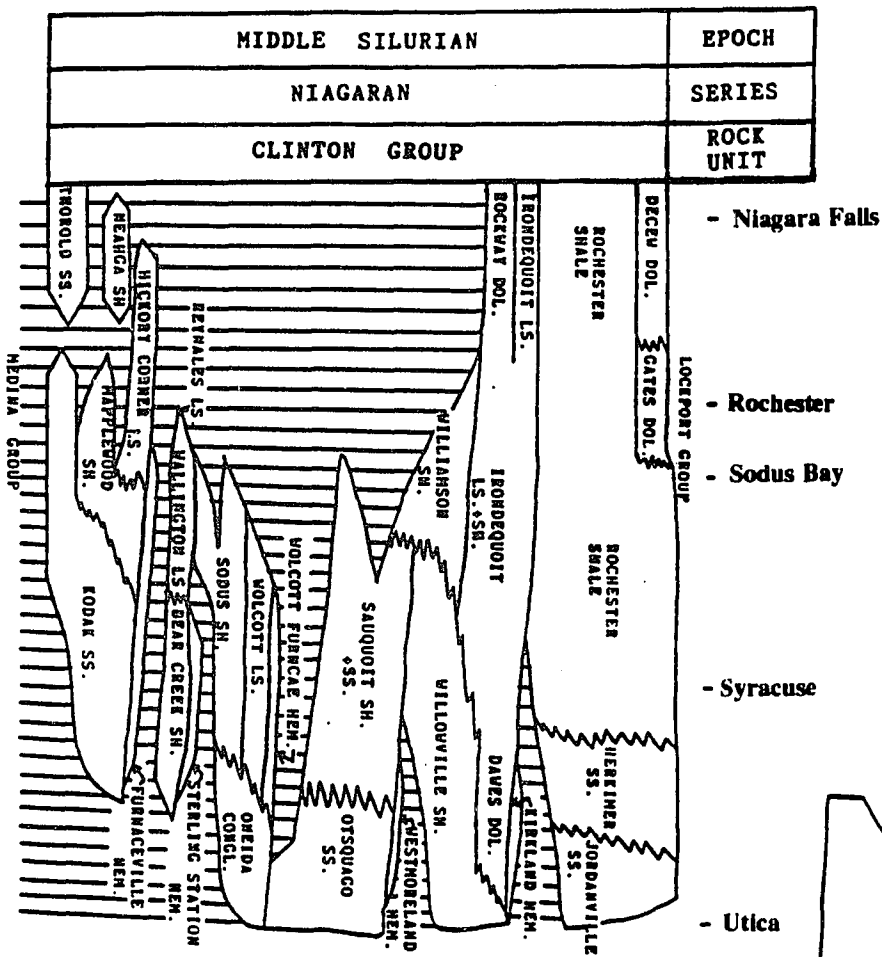 MIDDLE SILURIAN
EPOCH
NIAGARAN
SERIES
CLINTON GROUP
ROCK
UNIT
THOROLD SS.
NEAHGA SH
HICKORT CORNER
LS.
REYNALES LS.
ROCKWAY DOL.
IRONDEQUOIT LS.
ROCHESTER
SHALE
DECEW DOL.
GATES DOL.
LOCKPORT GROUP
- Niagara Falls
- Rochester
- Sodus Bay
- Syracuse
- Utica
MEDINA GROUP
MAPPLEWOOD
SH.
KODAK SS.
WALLINGTON LS.
BEAR CREEK SH.
FURNACEVILLE
HEM.
STERLING STATION
HEM.
SODUS SH.
WOLCOTT LS.
WOLCOTT FURNCAE HEM.
ONEIDA
CONGL.
SAUQUOIT SH.
+SS.
OTSQUAGO
SS.
WESTMORELAND
HEM.
WILLIAMSON
SH.
WILLOWVILLE SH.
IRONDEQUOIT
LS.+SH.
DAWES DOL.
KIRKLAND HEM.
ROCHESTER
SHALE
HERKIMER
SS.
JORDANVILLE
SS.